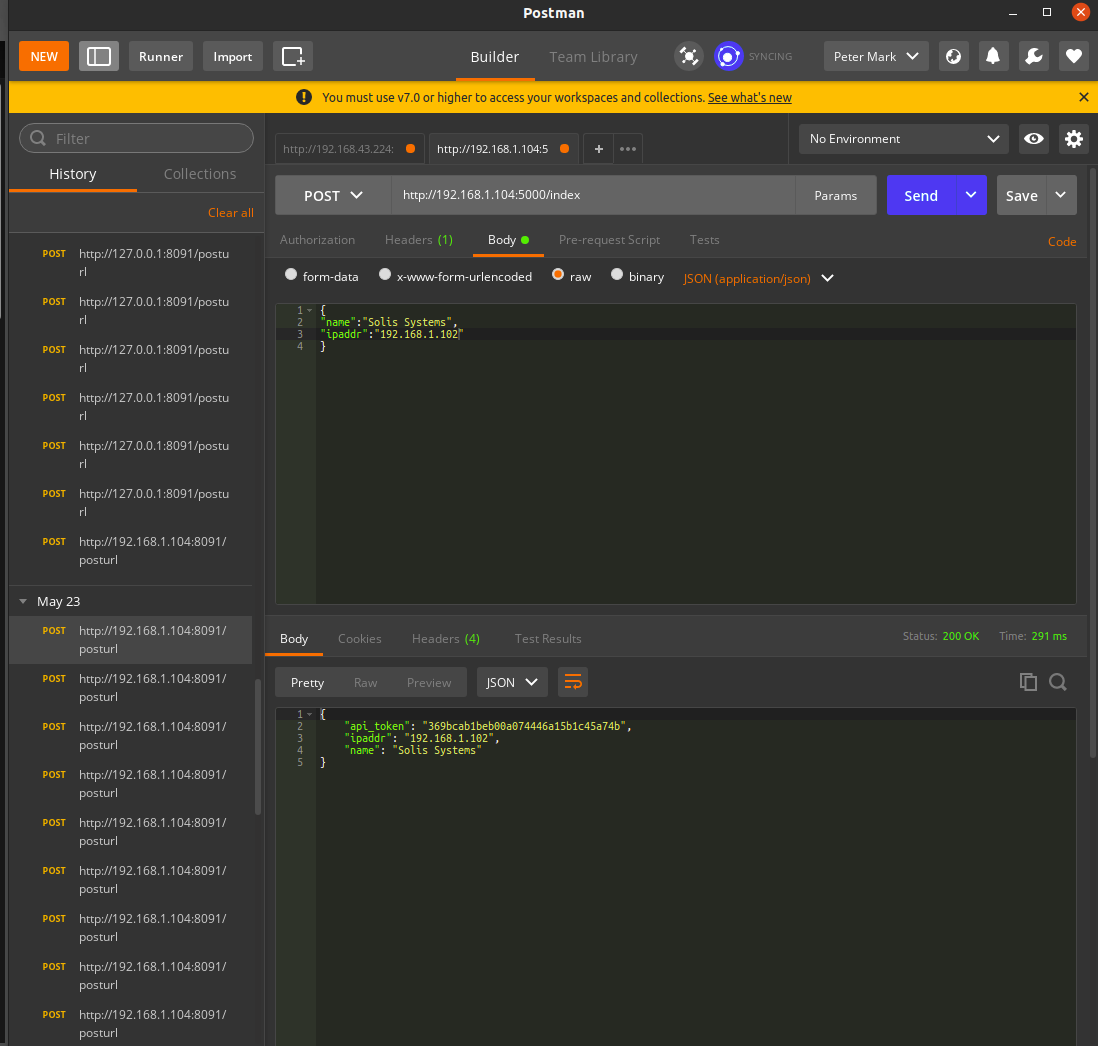 Postman
NEW
Runner
Import
Builder
Team Library
SYNCING
Peter Mark
You must use v7.0 or higher to access your workspaces and collections. See what's new
Filter
History
Collections
Clear all
POST http://127.0.0.1:8091/postu
rl
POST http://127.0.0.1:8091/postu
rl
POST http://127.0.0.1:8091/postu
rl
POST http://127.0.0.1:8091/postu
rl
POST http://127.0.0.1:8091/postu
rl
POST http://127.0.0.1:8091/postu
rl
POST http://192.168.1.104:8091/
posturl
May 23
POST http://192.168.1.104:8091/
posturl
POST http://192.168.1.104:8091/
posturl
POST http://192.168.1.104:8091/
posturl
POST http://192.168.1.104:8091/
posturl
POST http://192.168.1.104:8091/
posturl
POST http://192.168.1.104:8091/
posturl
POST http://192.168.1.104:8091/
posturl
POST http://192.168.1.104:8091/
posturl
POST http://192.168.1.104:8091/
posturl
http://192.168.43.224:
http://192.168.1.104:5
No Environment
POST
http://192.168.1.104:5000/index
Params
Send
Save
Authorization
Headers (1)
Body
Pre-request Script
Tests
Code
form-data
x-www-form-urlencoded
raw
binary
JSON (application/json)
1 {
2 "name":"Solis Systems",
3 "ipaddr":"192.168.1.102"
4 }
Body
Cookies
Headers (4)
Test Results
Status: 200 OK
Time: 291 ms
Pretty
Raw
Preview
JSON
1 {
2 "api_token": "369bcab1beb00a074446a15b1c45a74b",
3 "ipaddr": "192.168.1.102",
4 "name": "Solis Systems"
5 }